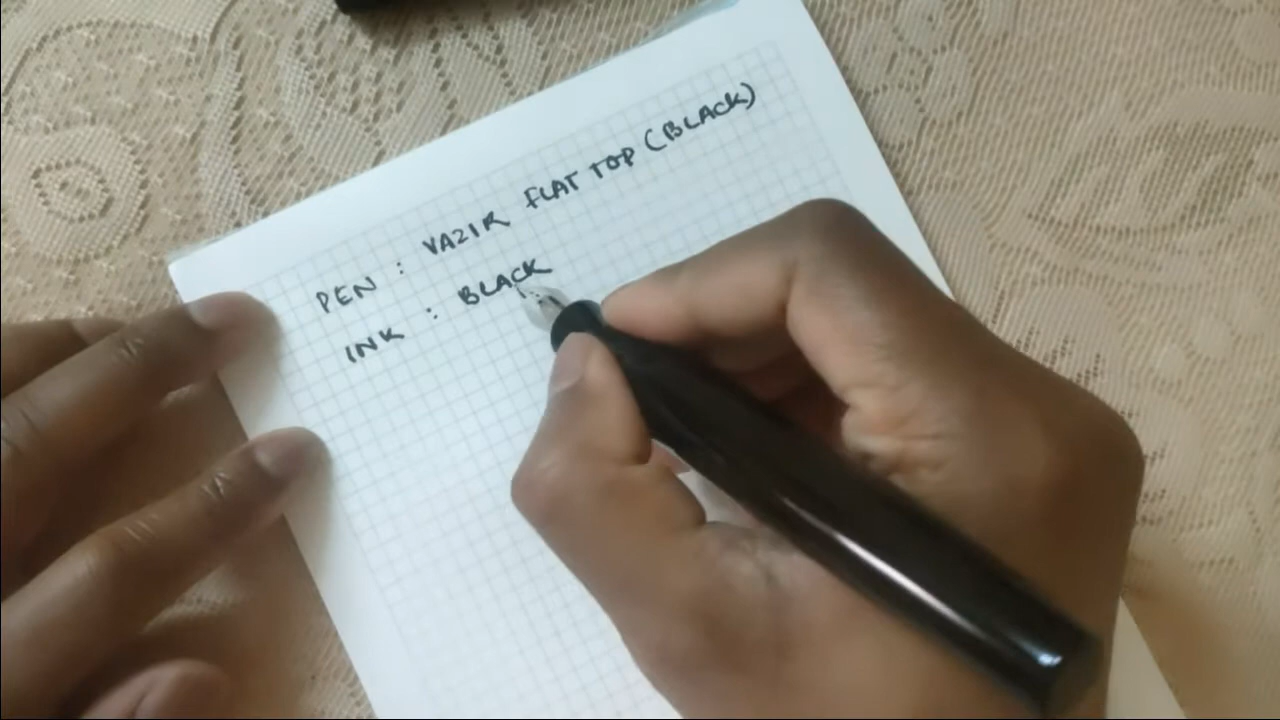 PEN : VAZIR FLAT TOP (BLACK)
INK : BLACK